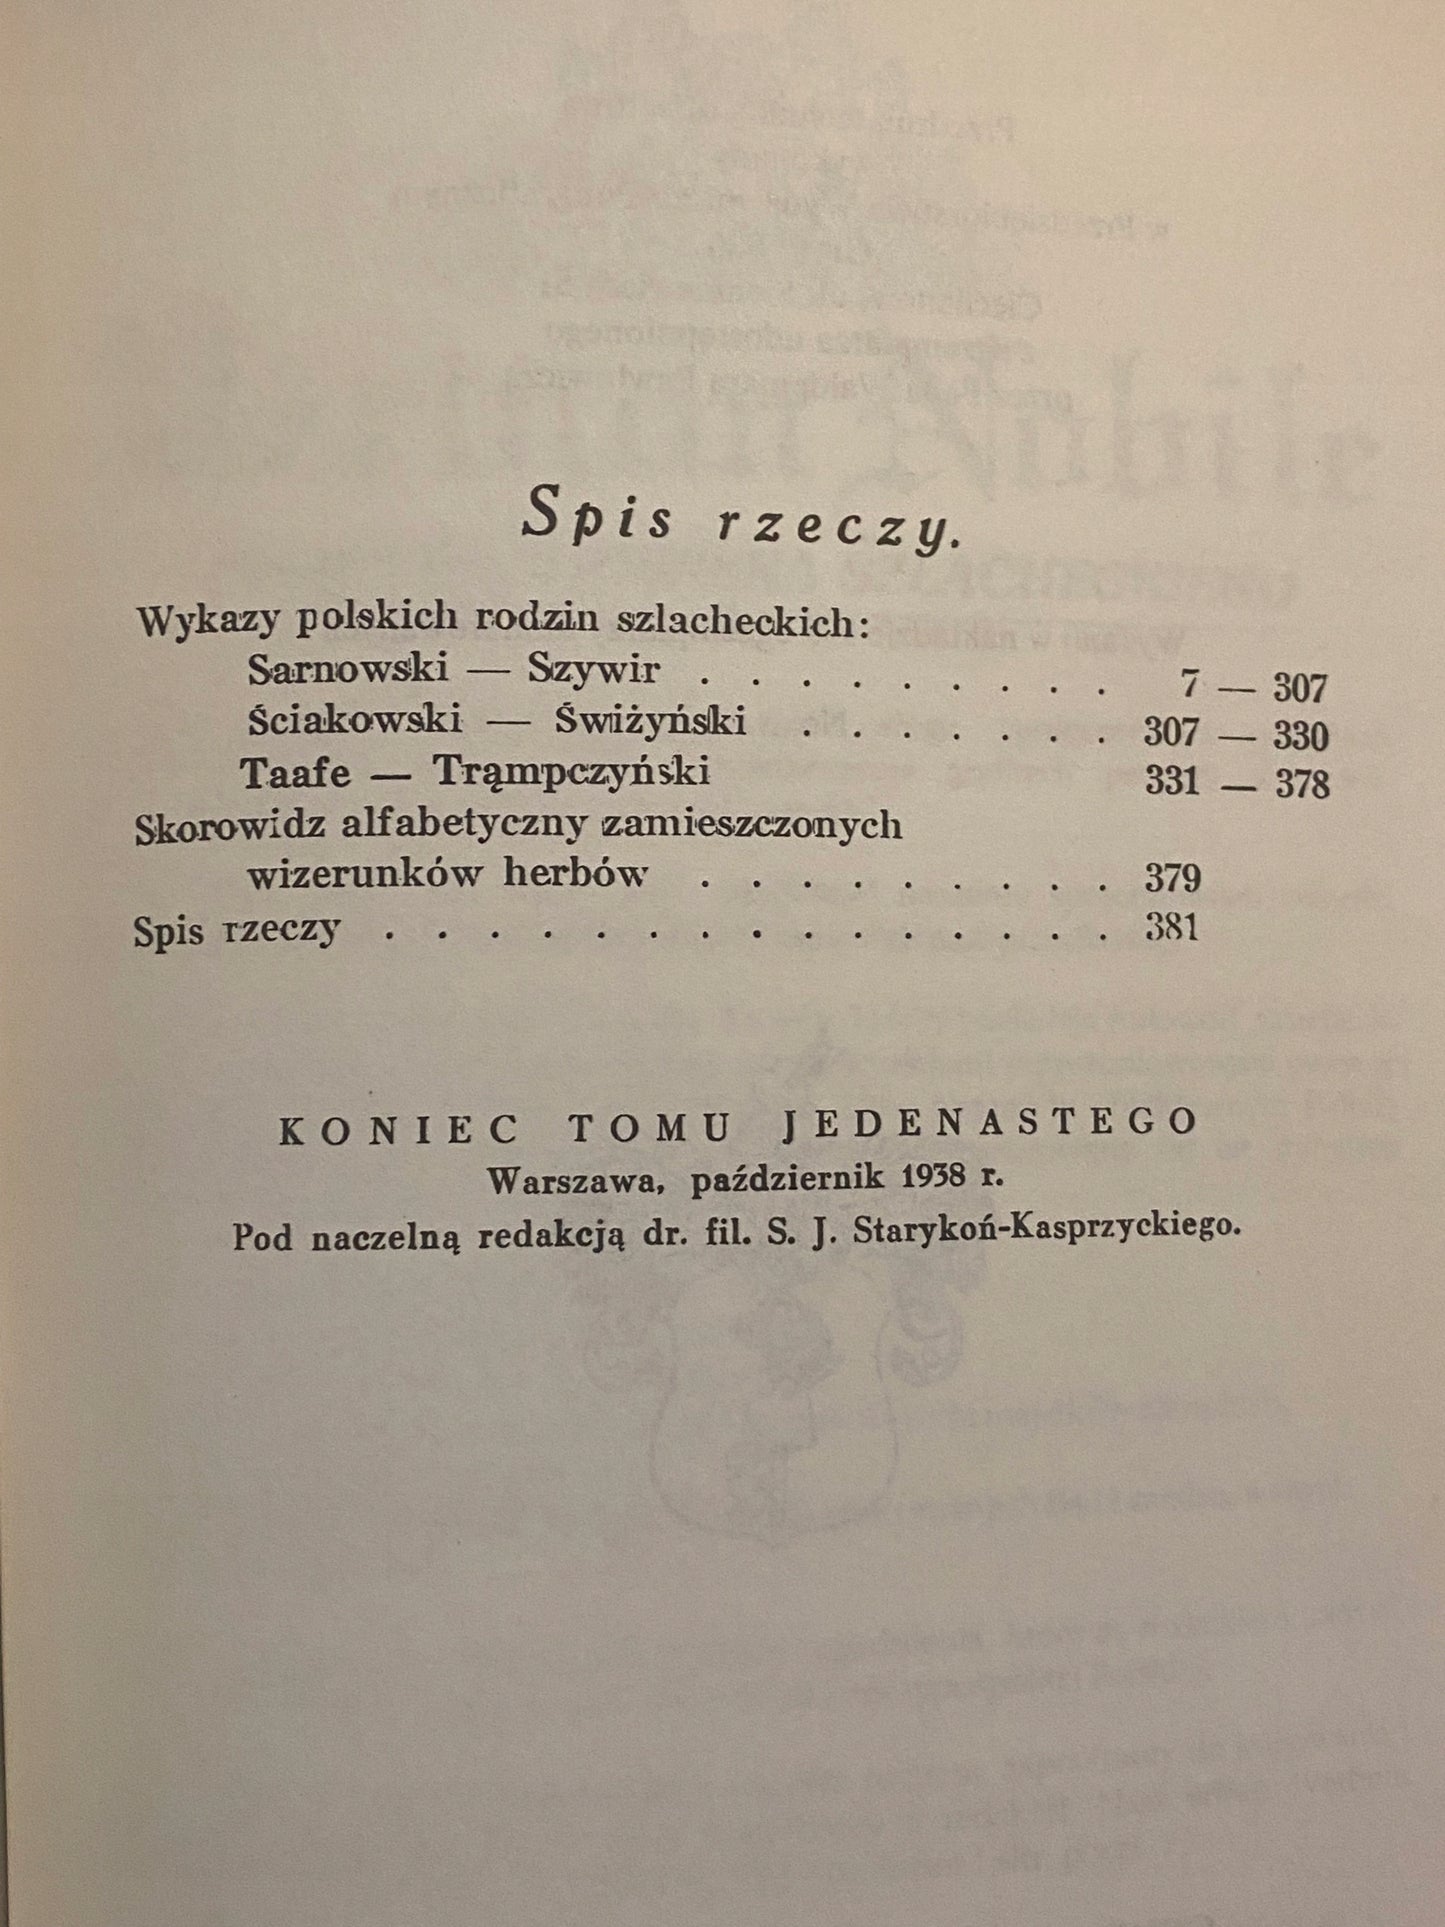 Spis rzeczy.
Wykazy polskich rodzin szlacheckich:
Sarnowski — Szywir . . . . . . . . . 7 — 307
Ściakowski — Świżyński . . . . . . . 307 — 330
Taafe — Trąmpczyński 331 — 378
Skorowidz alfabetyczny zamieszczonych
wizerunków herbów . . . . . . . . . 379
Spis rzeczy . . . . . . . . . . . . . . . 381
KONIEC TOMU JEDENASTEGO
Warszawa, październik 1938 r.
Pod naczelną redakcją dr. fil. S. J. Starykoń-Kasprzyckiego.